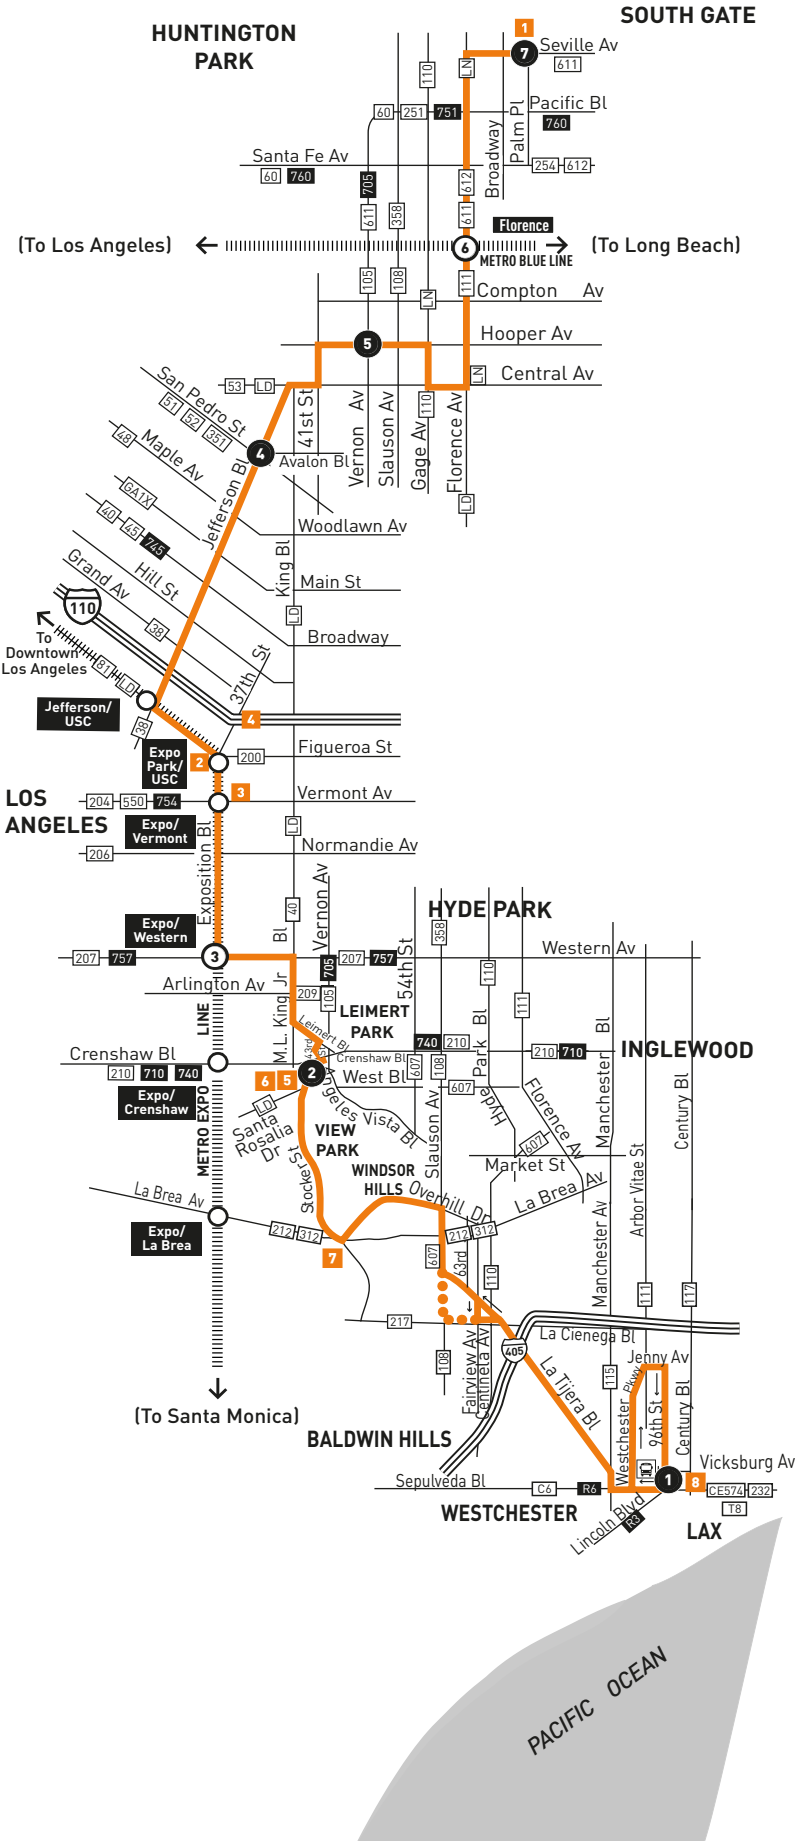 SOUTH GATE
HUNTINGTON
PARK
1
7
Seville Av
611
LN
110
Pacific Bl
760
60
251
751
Broadway
Palm Pl
Santa Fe Av
60
760
254
612
705
612
611
358
611
Florence
(To Los Angeles)
6
(To Long Beach)
METRO BLUE LINE
105
108
111
LN
Compton Av
5
Hooper Av
LN
Central Av
53
LD
San Pedro St
51
52
351
41st St
Vernon Av
Slauson Av
110
Gage Av
Florence Av
48
Maple Av
4
Avalon Bl
Jefferson Bl
GA1X
LD
40
45
745
Woodlawn Av
King Bl
Hill St
Main St
Grand Av
110
LD
38
Broadway
To
Downtown
Los Angeles
81
LD
37th St
Jefferson/
USC
38
4
Expo
Park/
USC
2
200
Figueroa St
3
LOS
ANGELES
204
550
754
Vermont Av
Expo/
Vermont
LD
206
Normandie Av
Exposition Bl
Vernon Av
40
HYDE PARK
Expo/
Western
358
Bl
54th St
207
757
3
705
207
757
Western Av
110
Arlington Av
209
105
111
LINE
M.L. King Jr
LEIMERT
PARK
Leimert Bl
43rd
740
210
Park Bl
Manchester Bl
INGLEWOOD
Crenshaw Bl
Crenshaw Bl
210
710
210
710
740
6
5
2
West Bl
607
108
607
Hyde
Florence Av
Century Bl
Expo/
Crenshaw
METRO EXPO
LD
Santa
Rosalia
Dr
Angeles Vista Bl
VIEW
PARK
607
Slauson Av
Market St
Arbor Vitae St
Stocker St
WINDSOR
HILLS
Overhill Dr
La Brea Av
La Brea Av
Manchester Av
Expo/
La Brea
212
312
212
312
7
607
63rd
110
111
117
217
La Cienega Bl
108
Fairview Av
Centinela Av
405
Jenny Av
115
La Tijera Bl
Westchester Pkwy
96th St
Century Bl
(To Santa Monica)
BALDWIN HILLS
1
8
Vicksburg Av
Sepulveda Bl
C6
R6
CE574
232
T8
WESTCHESTER
Lincoln Blvd
R3
LAX
PACIFIC OCEAN